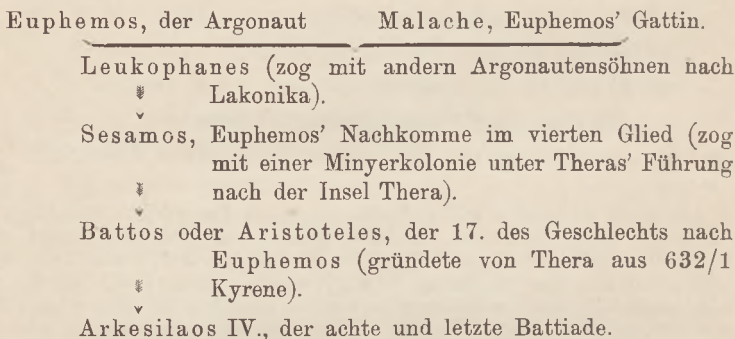 Euphemos, der Argonaut Malache, Euphemos’ Gattin.
Leukophanes (zog mit andern Argonautensöhnen nach
Lakonika).
Sesamos, Euphemos’ Nachkomme im vierten Glied (zog
mit einer Minyerkolonie unter Theras’ Führung
nach der Insel Thera).
Battos oder Aristoteles, der 17. des Geschlechts nach
Euphemos (gründete von Thera aus 632/1
Kyrene).
Arkesilaos IV., der achte und letzte Battiade.